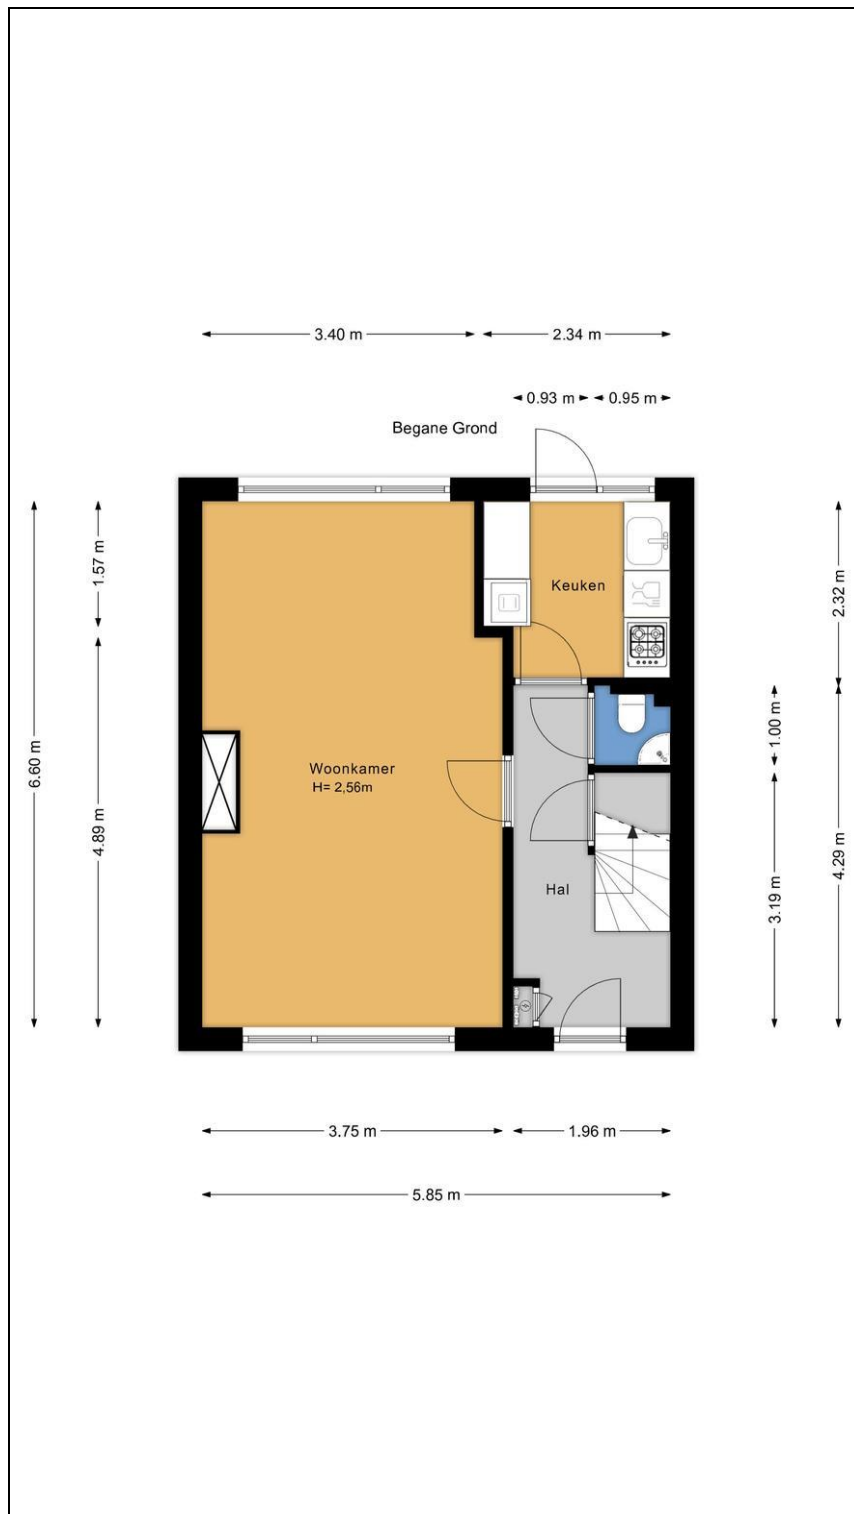 3.40 m
2.34 m
0.93 m
0.95 m
Begane Grond
1.57 m
2.32 m
Keuken
6.60 m
1.00 m
Woonkamer
H= 2,56m
4.89 m
4.29 m
Hal
3.19 m
3.75 m
1.96 m
5.85 m